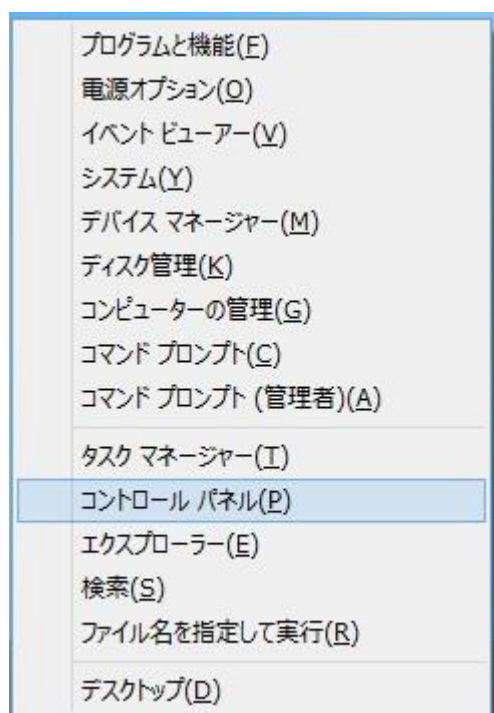 プログラムと機能(F)
電源オプション(O)
イベント ビューアー(V)
システム(Y)
デバイス マネージャー(M)
ディスク管理(K)
コンピューターの管理(G)
コマンド プロンプト(C)
コマンド プロンプト (管理者)(A)
タスク マネージャー(T)
コントロール パネル(P)
エクスプローラー(E)
検索(S)
ファイル名を指定して実行(R)
デスクトップ(D)